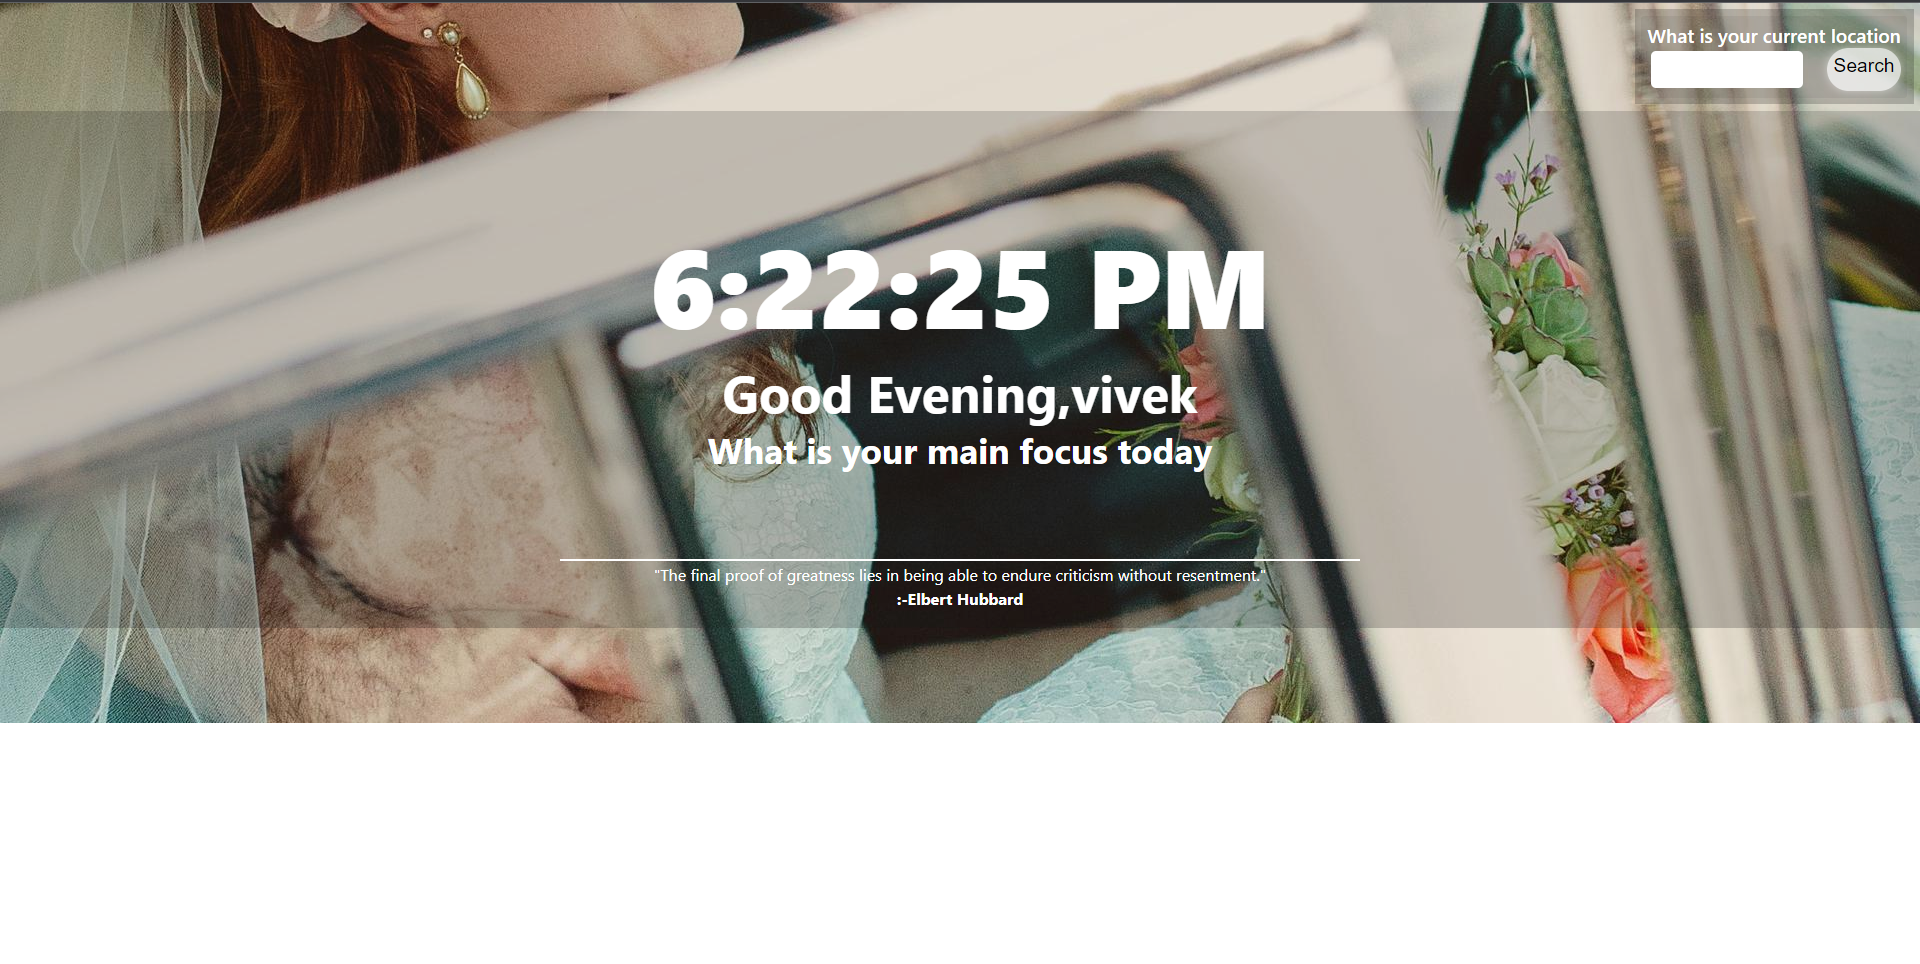 What is your current location
Search
6:22:25 PM
Good Evening,vivek
What is your main focus today
"The final proof of greatness lies in being able to endure criticism without resentment."
:-Elbert Hubbard